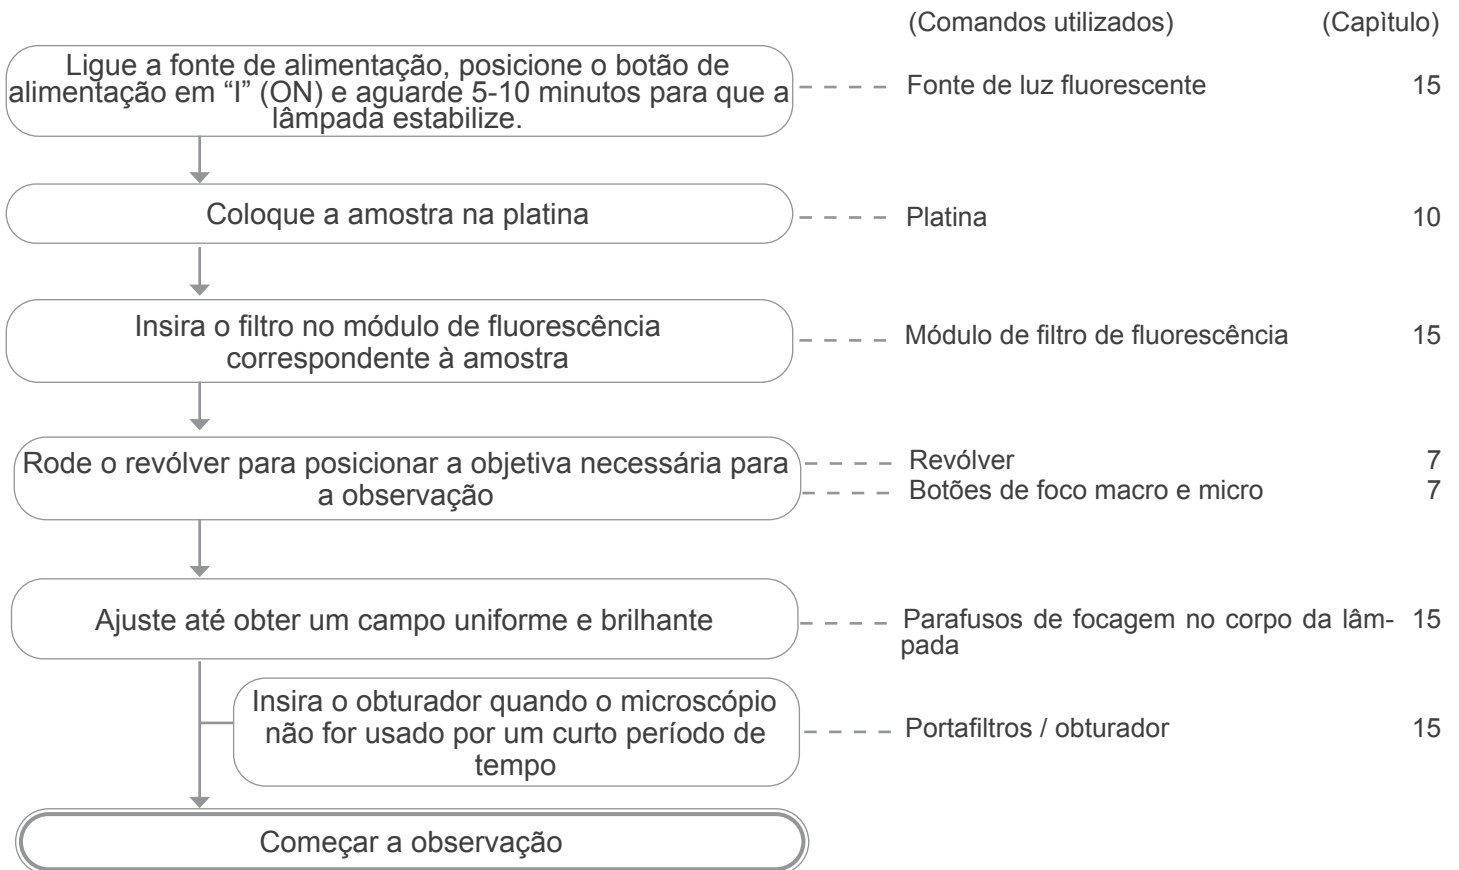 (Comandos utilizados) (Capìtulo)
Ligue a fonte de alimentação, posicione o botão de
alimentação em “I” (ON) e aguarde 5-10 minutos para que a
lâmpada estabilize.
Fonte de luz fluorescente 15
Coloque a amostra na platina
Platina 10
Insira o filtro no módulo de fluorescência
correspondente à amostra
Módulo de filtro de fluorescência 15
Rode o revólver para posicionar a objetiva necessária para
a observação
Revólver 7
Botões de foco macro e micro 7
Ajuste até obter um campo uniforme e brilhante
Parafusos de focagem no corpo da lâm- 15
pada
Insira o obturador quando o microscópio
não for usado por um curto período de
tempo
Portafiltros / obturador 15
Começar a observação